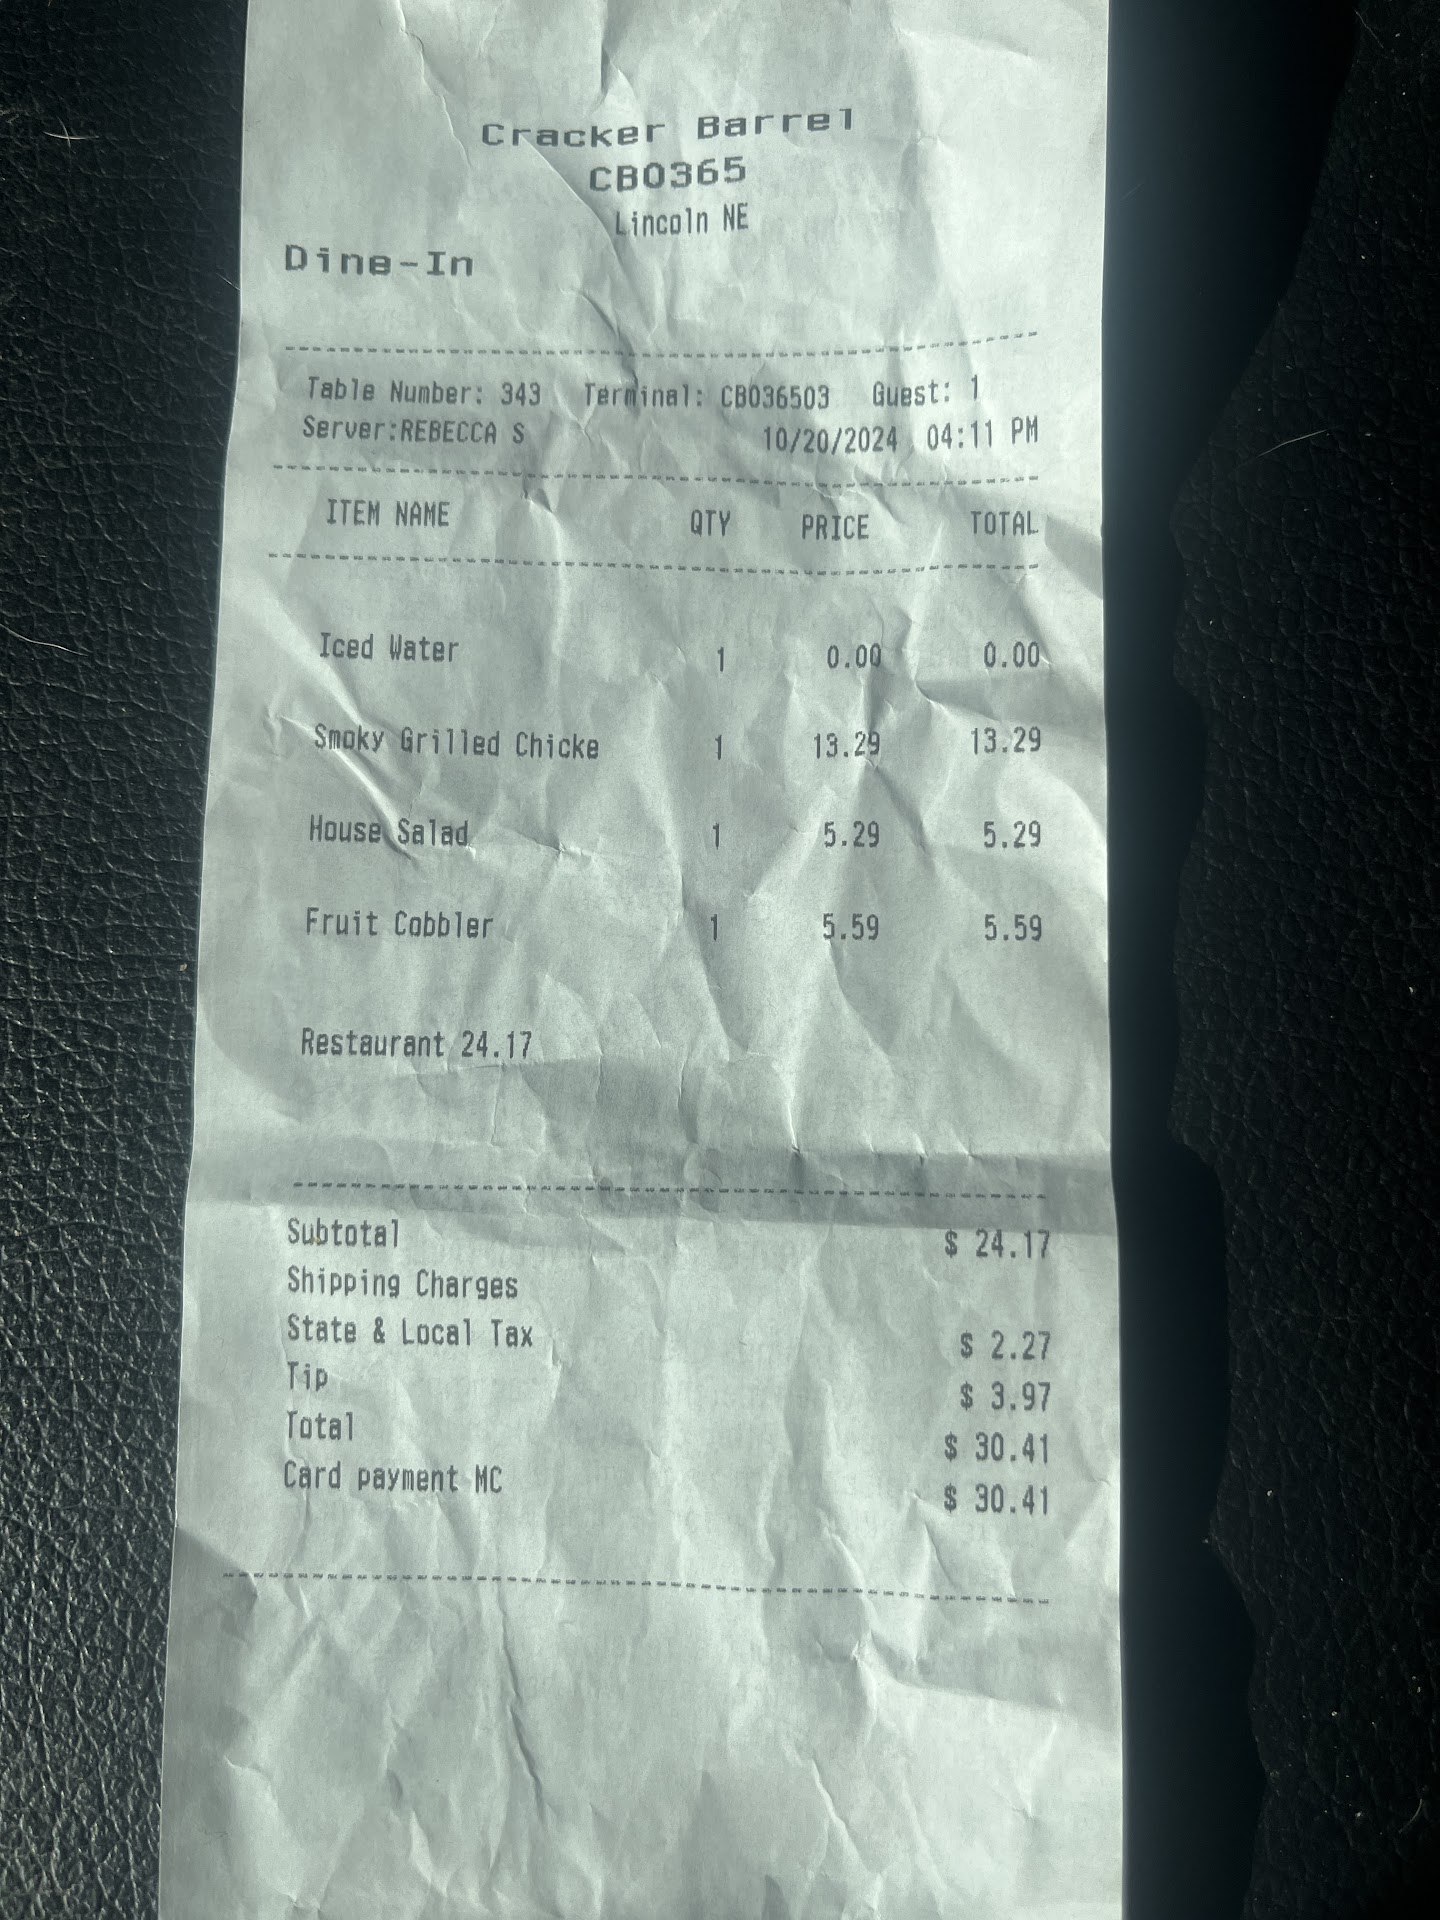 Cracker Barrel
CB0365
Lincoln NE
Dine-In
Table Number: 343 Terminal: CB036503 Guest: 1
Server:REBECCA S 10/20/2024 04:11 PM
ITEM NAME QTY PRICE TOTAL
Iced Water 1 0.00 0.00
Smoky Grilled Chicke 1 13.29 13.29
House Salad 1 5.29 5.29
Fruit Cobbler 1 5.59 5.59
Restaurant 24.17
Subtotal $ 24.17
Shipping Charges
State & Local Tax $ 2.27
Tip $ 3.97
Total $ 30.41
Card payment MC $ 30.41